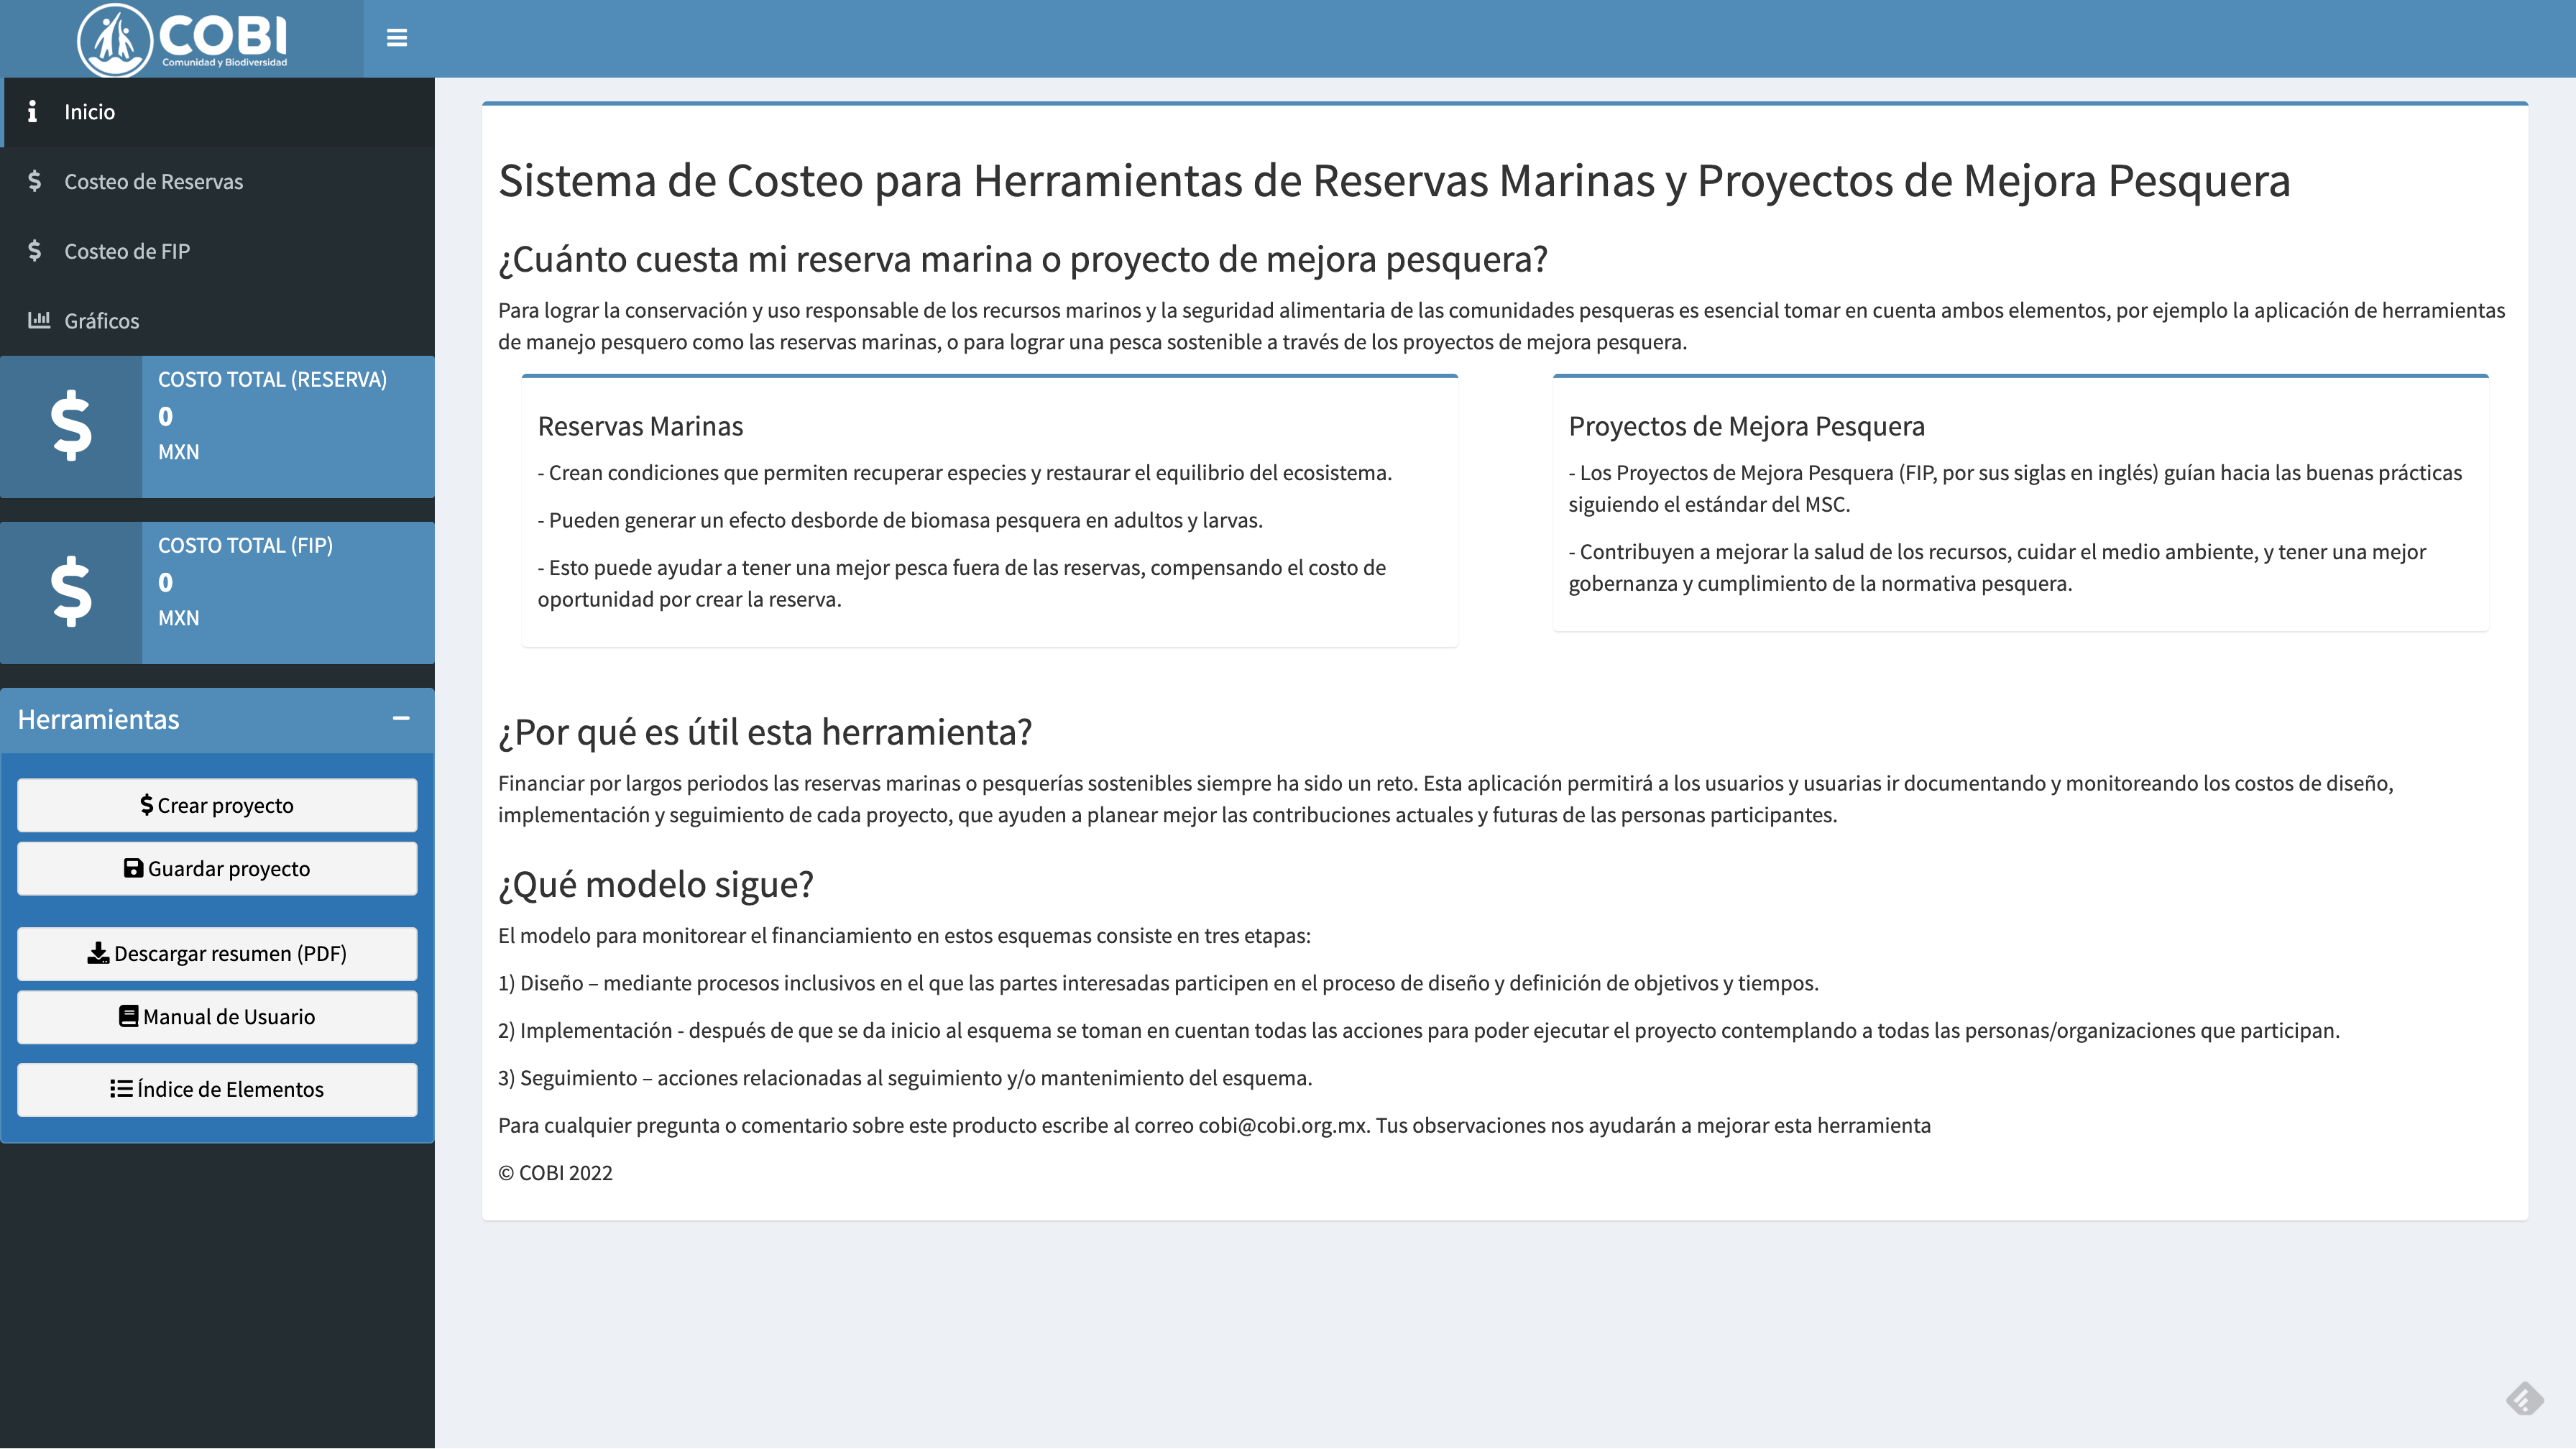 COBI
Comunidad y Biodiversidad
Inicio
Costeo de Reservas
Costeo de FIP
Gráficos
COSTO TOTAL (RESERVA)
0
MXN
COSTO TOTAL (FIP)
0
MXN
Herramientas
Crear proyecto
Guardar proyecto
Descargar resumen (PDF)
Manual de Usuario
Índice de Elementos
Sistema de Costeo para Herramientas de Reservas Marinas y Proyectos de Mejora Pesquera
¿Cuánto cuesta mi reserva marina o proyecto de mejora pesquera?
Para lograr la conservación y uso responsable de los recursos marinos y la seguridad alimentaria de las comunidades pesqueras es esencial tomar en cuenta ambos elementos, por ejemplo la aplicación de herramientas
de manejo pesquero como las reservas marinas, o para lograr una pesca sostenible a través de los proyectos de mejora pesquera.
Reservas Marinas
- Crean condiciones que permiten recuperar especies y restaurar el equilibrio del ecosistema.
- Pueden generar un efecto desborde de biomasa pesquera en adultos y larvas.
- Esto puede ayudar a tener una mejor pesca fuera de las reservas, compensando el costo de
oportunidad por crear la reserva.
Proyectos de Mejora Pesquera
- Los Proyectos de Mejora Pesquera (FIP, por sus siglas en inglés) guían hacia las buenas prácticas
siguiendo el estándar del MSC.
- Contribuyen a mejorar la salud de los recursos, cuidar el medio ambiente, y tener una mejor
gobernanza y cumplimiento de la normativa pesquera.
¿Por qué es útil esta herramienta?
Financiar por largos periodos las reservas marinas o pesquerías sostenibles siempre ha sido un reto. Esta aplicación permitirá a los usuarios y usuarias ir documentando y monitoreando los costos de diseño,
implementación y seguimiento de cada proyecto, que ayuden a planear mejor las contribuciones actuales y futuras de las personas participantes.
¿Qué modelo sigue?
El modelo para monitorear el financiamiento en estos esquemas consiste en tres etapas:
1) Diseño – mediante procesos inclusivos en el que las partes interesadas participen en el proceso de diseño y definición de objetivos y tiempos.
2) Implementación - después de que se da inicio al esquema se toman en cuentan todas las acciones para poder ejecutar el proyecto contemplando a todas las personas/organizaciones que participan.
3) Seguimiento – acciones relacionadas al seguimiento y/o mantenimiento del esquema.
Para cualquier pregunta o comentario sobre este producto escribe al correo cobi@cobi.org.mx. Tus observaciones nos ayudarán a mejorar esta herramienta
© COBI 2022